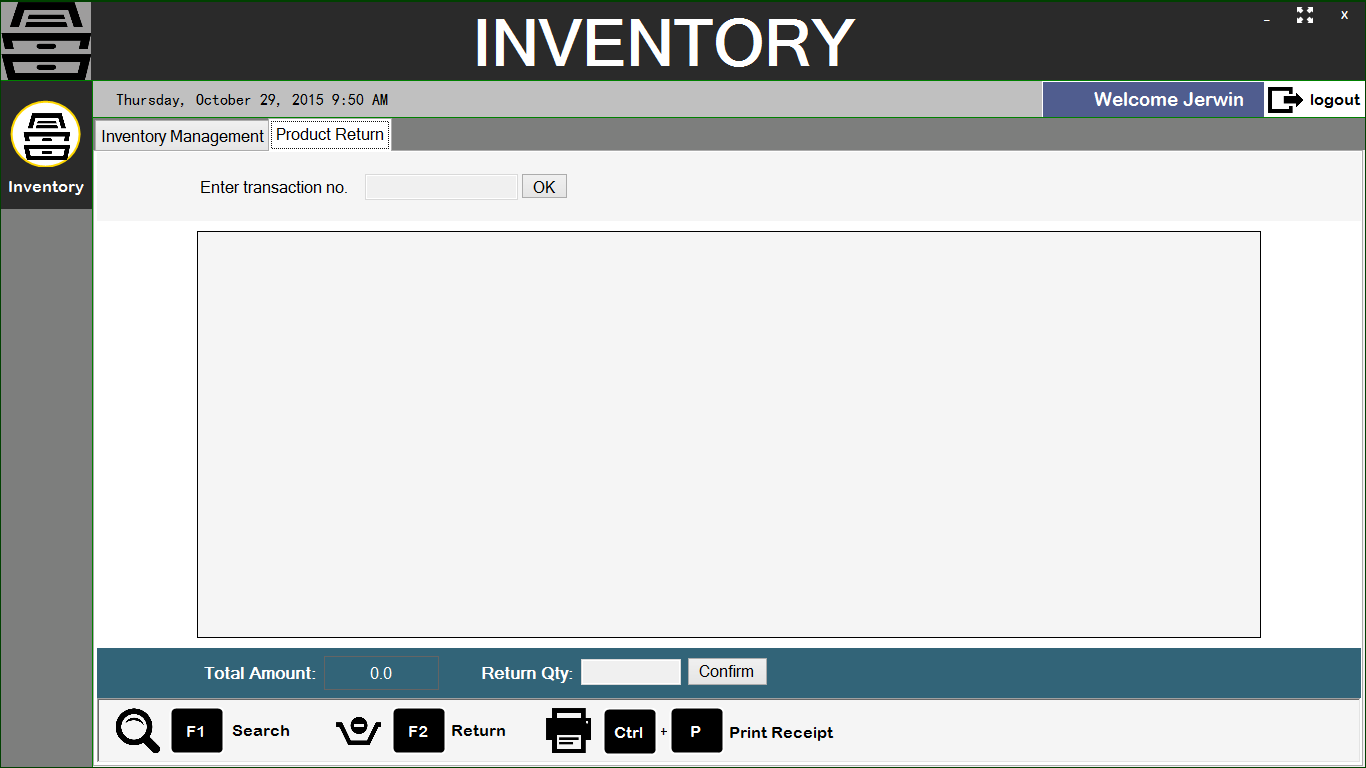 INVENTORY
_ X
Thursday, October 29, 2015 9:50 AM
Welcome Jerwin
logout
Inventory Management
Product Return
Inventory
Enter transaction no.
OK
Total Amount: 0.0
Return Qty:
Confirm
F1 Search
F2 Return
Ctrl + P Print Receipt